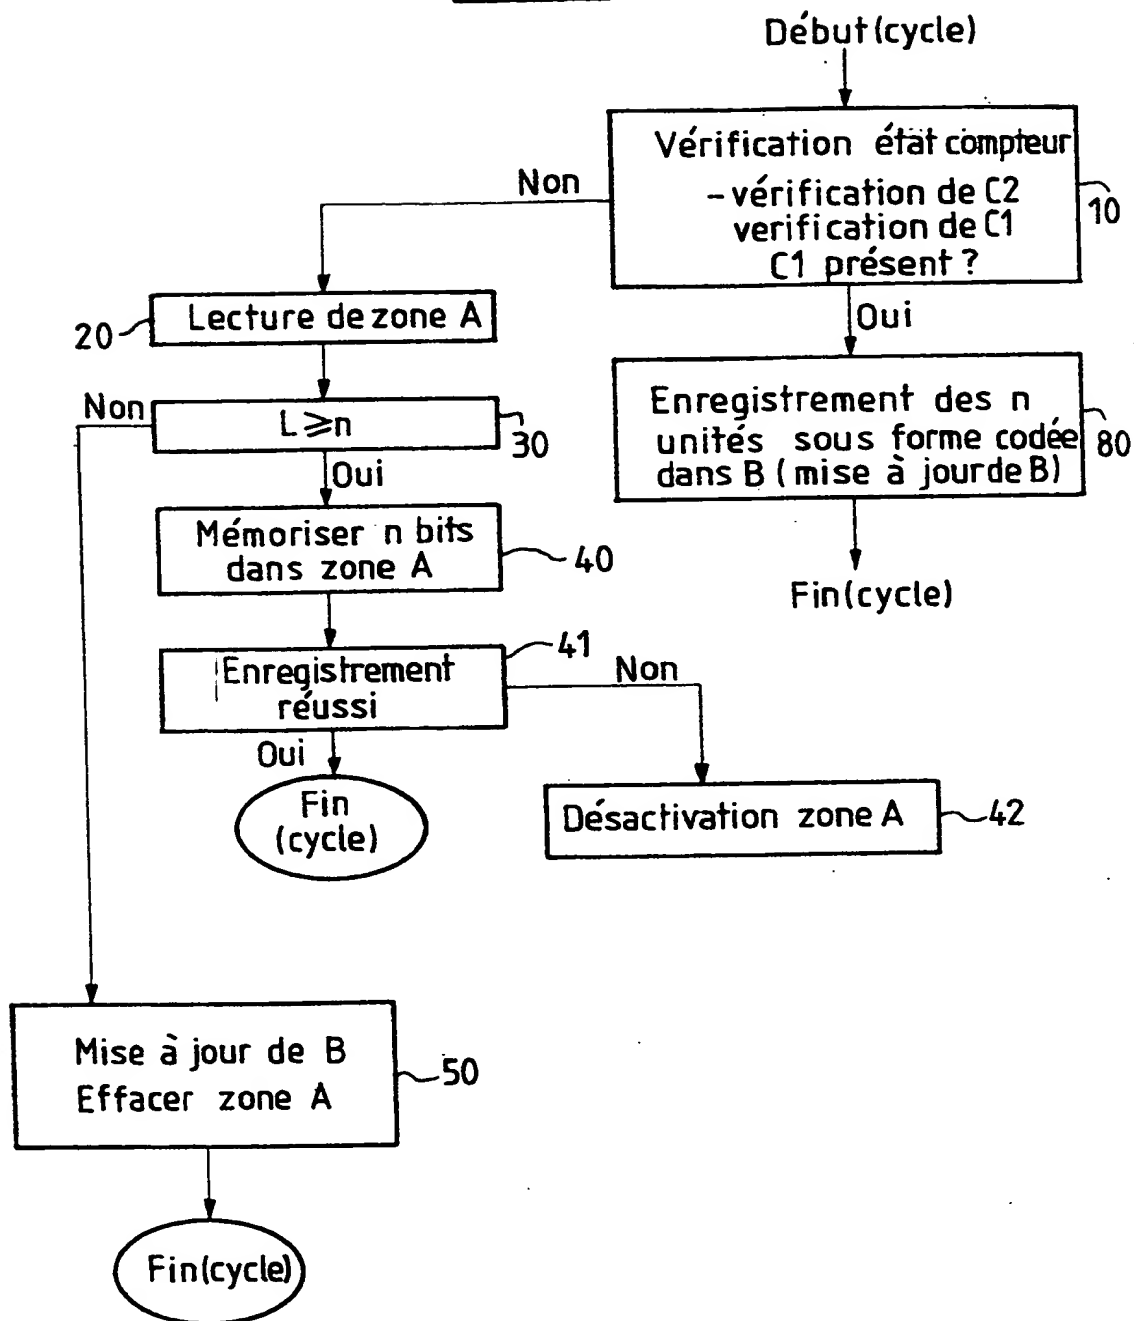 Début (cycle)
Vérification état compteur
- vérification de C2
verification de C1
C1 présent ?
10
Non
Oui
Lecture de zone A
20
Enregistrement des n
unités sous forme codée
dans B ( mise à jour de B)
80
Fin (cycle)
Non
L ⩾ n
30
Oui
Mémoriser n bits
dans zone A
40
Enregistrement
réussi
41
Non
Oui
Fin
(cycle)
Désactivation zone A
42
Mise à jour de B
Effacer zone A
50
Fin (cycle)